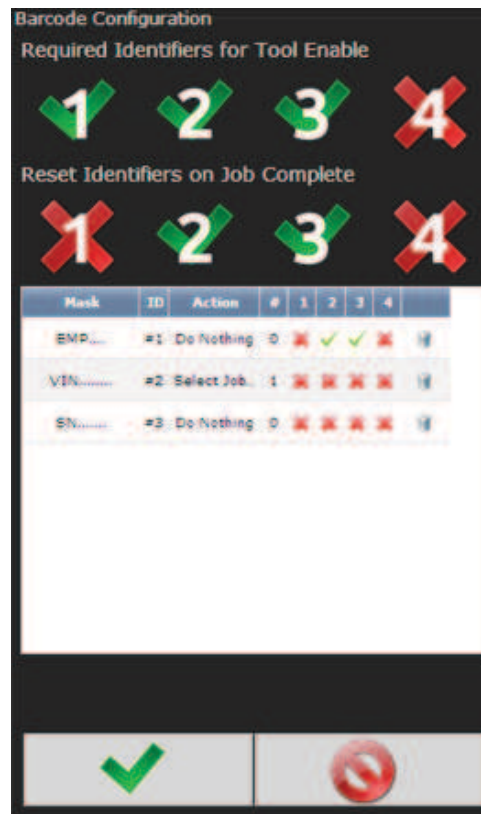 Barcode Configuration
Required Identifiers for Tool Enable
1 2 3 4
Reset Identifiers on Job Complete
1 2 3 4
Mask ID Action # 1 2 3 4
EMP.... #1 Do Nothing 0
VIN........ #2 Select Job.. 1
SN....... #3 Do Nothing 0